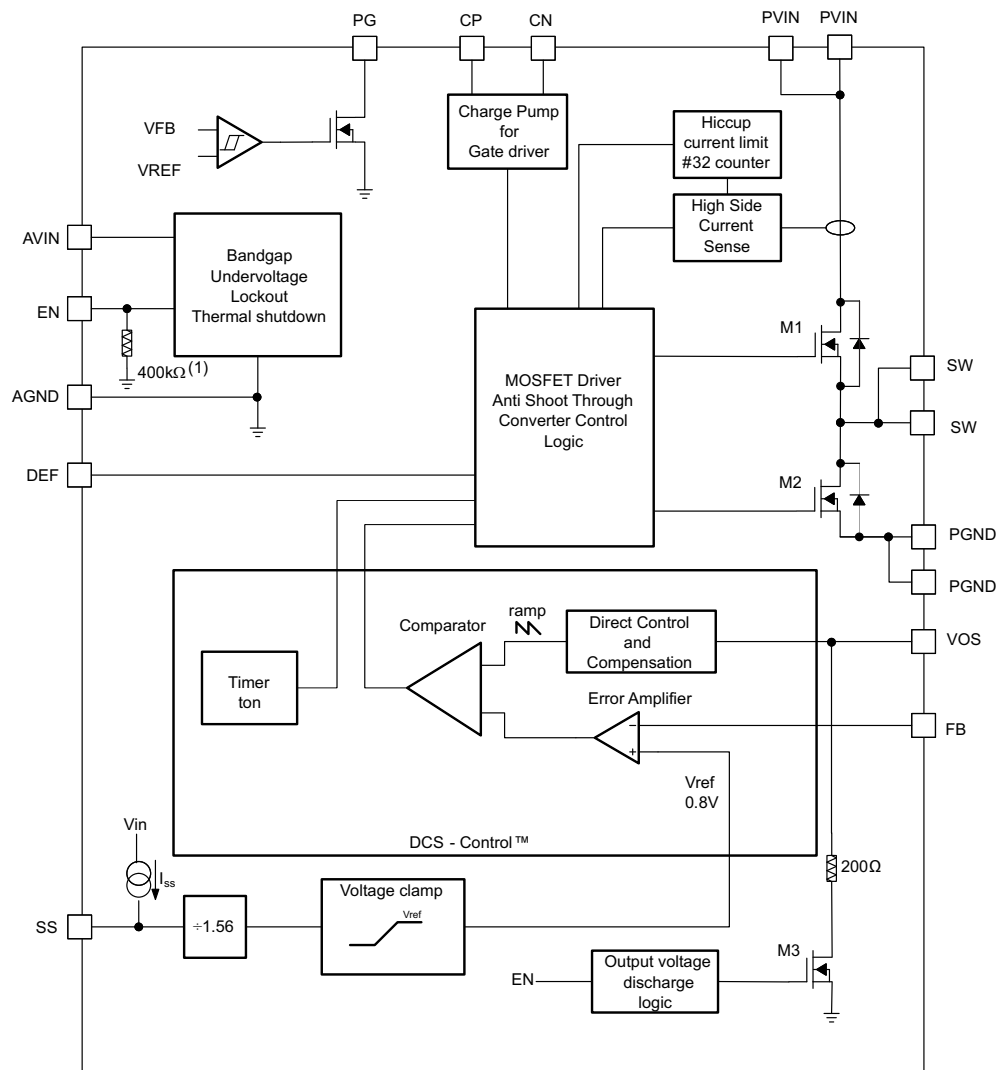 PG
CP
CN
PVIN
PVIN
Charge Pump
for
Gate driver
Hiccup
current limit
#32 counter
VFB
VREF
High Side
Current
Sense
AVIN
Bandgap
Undervoltage
Lockout
Thermal shutdown
EN
400kΩ(1)
AGND
MOSFET Driver
Anti Shoot Through
Converter Control
Logic
M1
SW
SW
DEF
M2
PGND
PGND
Comparator
ramp
Direct Control
and
Compensation
VOS
Timer
ton
Error Amplifier
−
+
FB
Vref
0.8V
DCS - Control™
Vin
Iss
200Ω
Voltage clamp
Vref
SS
÷1.56
M3
EN
Output voltage
discharge
logic